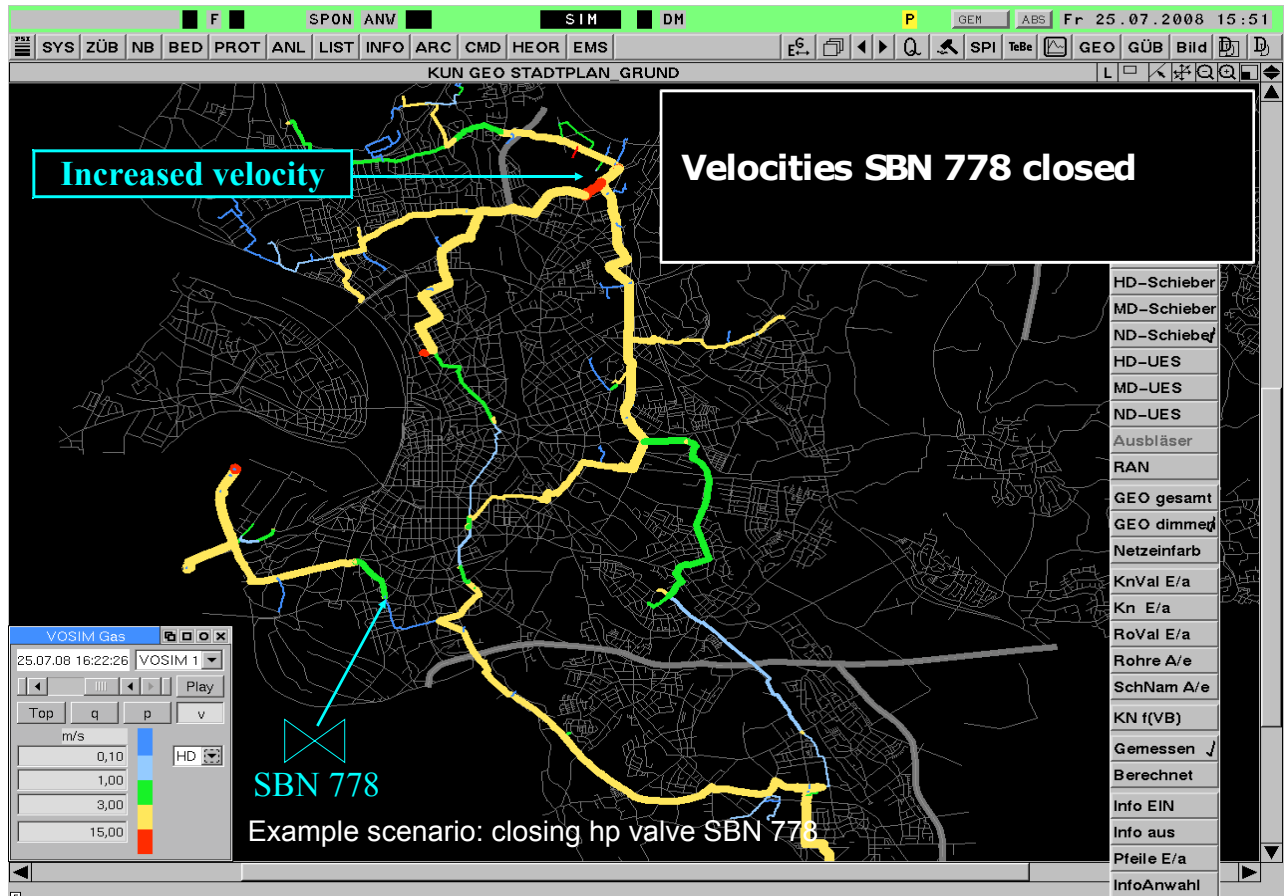 F SPON ANW SIM DM P GEM ABS Fr 25.07.2008 15:51
PSI SYS ZÜB NB BED PROT ANL LIST INFO ARC CMD HEOR EMS SPI TeBe GEO GÜB Bild
KUN GEO STADTPLAN_GRUND L
Increased velocity
Velocities SBN 778 closed
HD-Schieber
MD-Schieber
ND-Schieber
HD-UES
MD-UES
ND-UES
Ausbläser
RAN
GEO gesamt
GEO dimmen
Netzeinfarb
KnVal E/a
Kn E/a
RoVal E/a
Rohre A/e
SchNam A/e
KN f(VB)
Gemessen
Berechnet
Info EIN
Info aus
Pfeile E/a
InfoAnwahl
VOSIM Gas
25.07.08 16:22:26 VOSIM 1
Play
Top q p v
m/s
0,10 HD
1,00
3,00
15,00
SBN 778
Example scenario: closing hp valve SBN 778